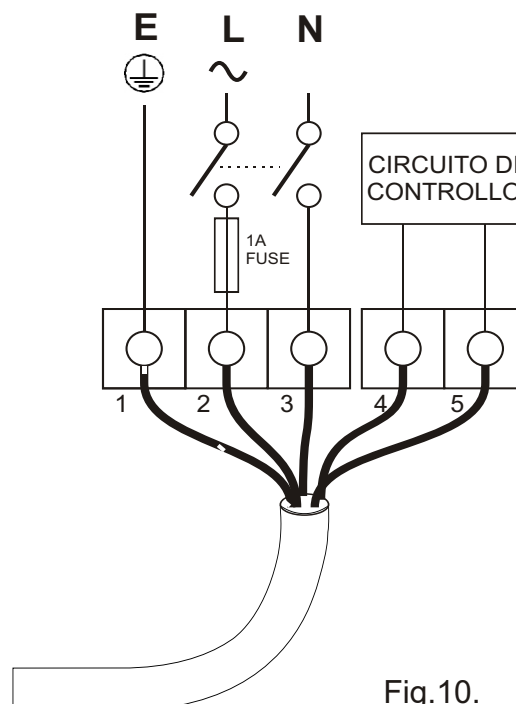 E L N
CIRCUITO DI
CONTROLLO
1A
FUSE
1 2 3 4 5
Fig.10.